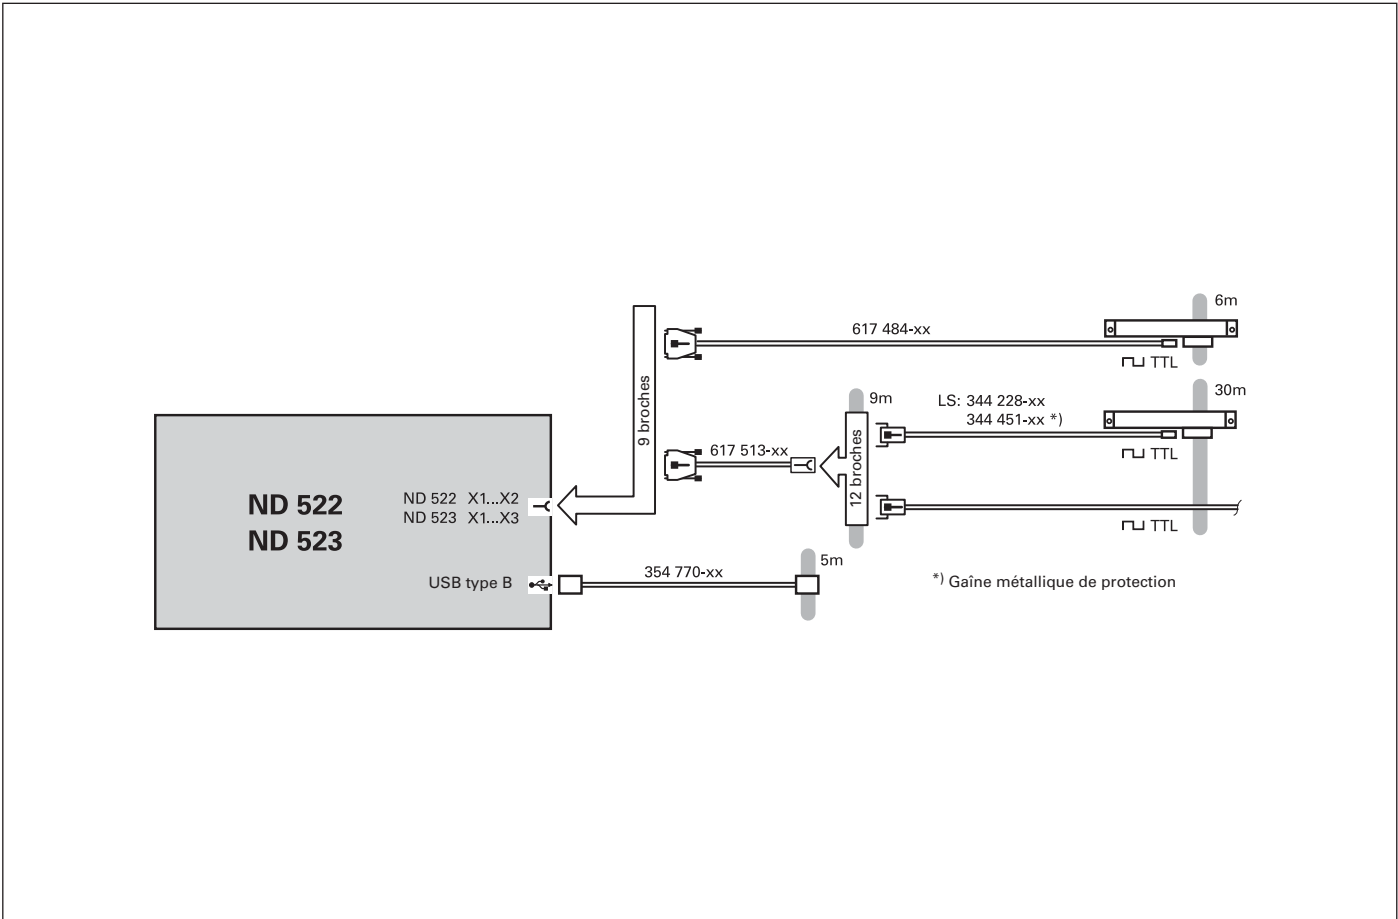 6m
617 484-xx
TTL
30m
9m
LS: 344 228-xx
344 451-xx *)
9 broches
12 broches
TTL
617 513-xx
ND 522
ND 523
ND 522 X1...X2
ND 523 X1...X3
TTL
5m
354 770-xx
USB type B
*) Gaîne métallique de protection